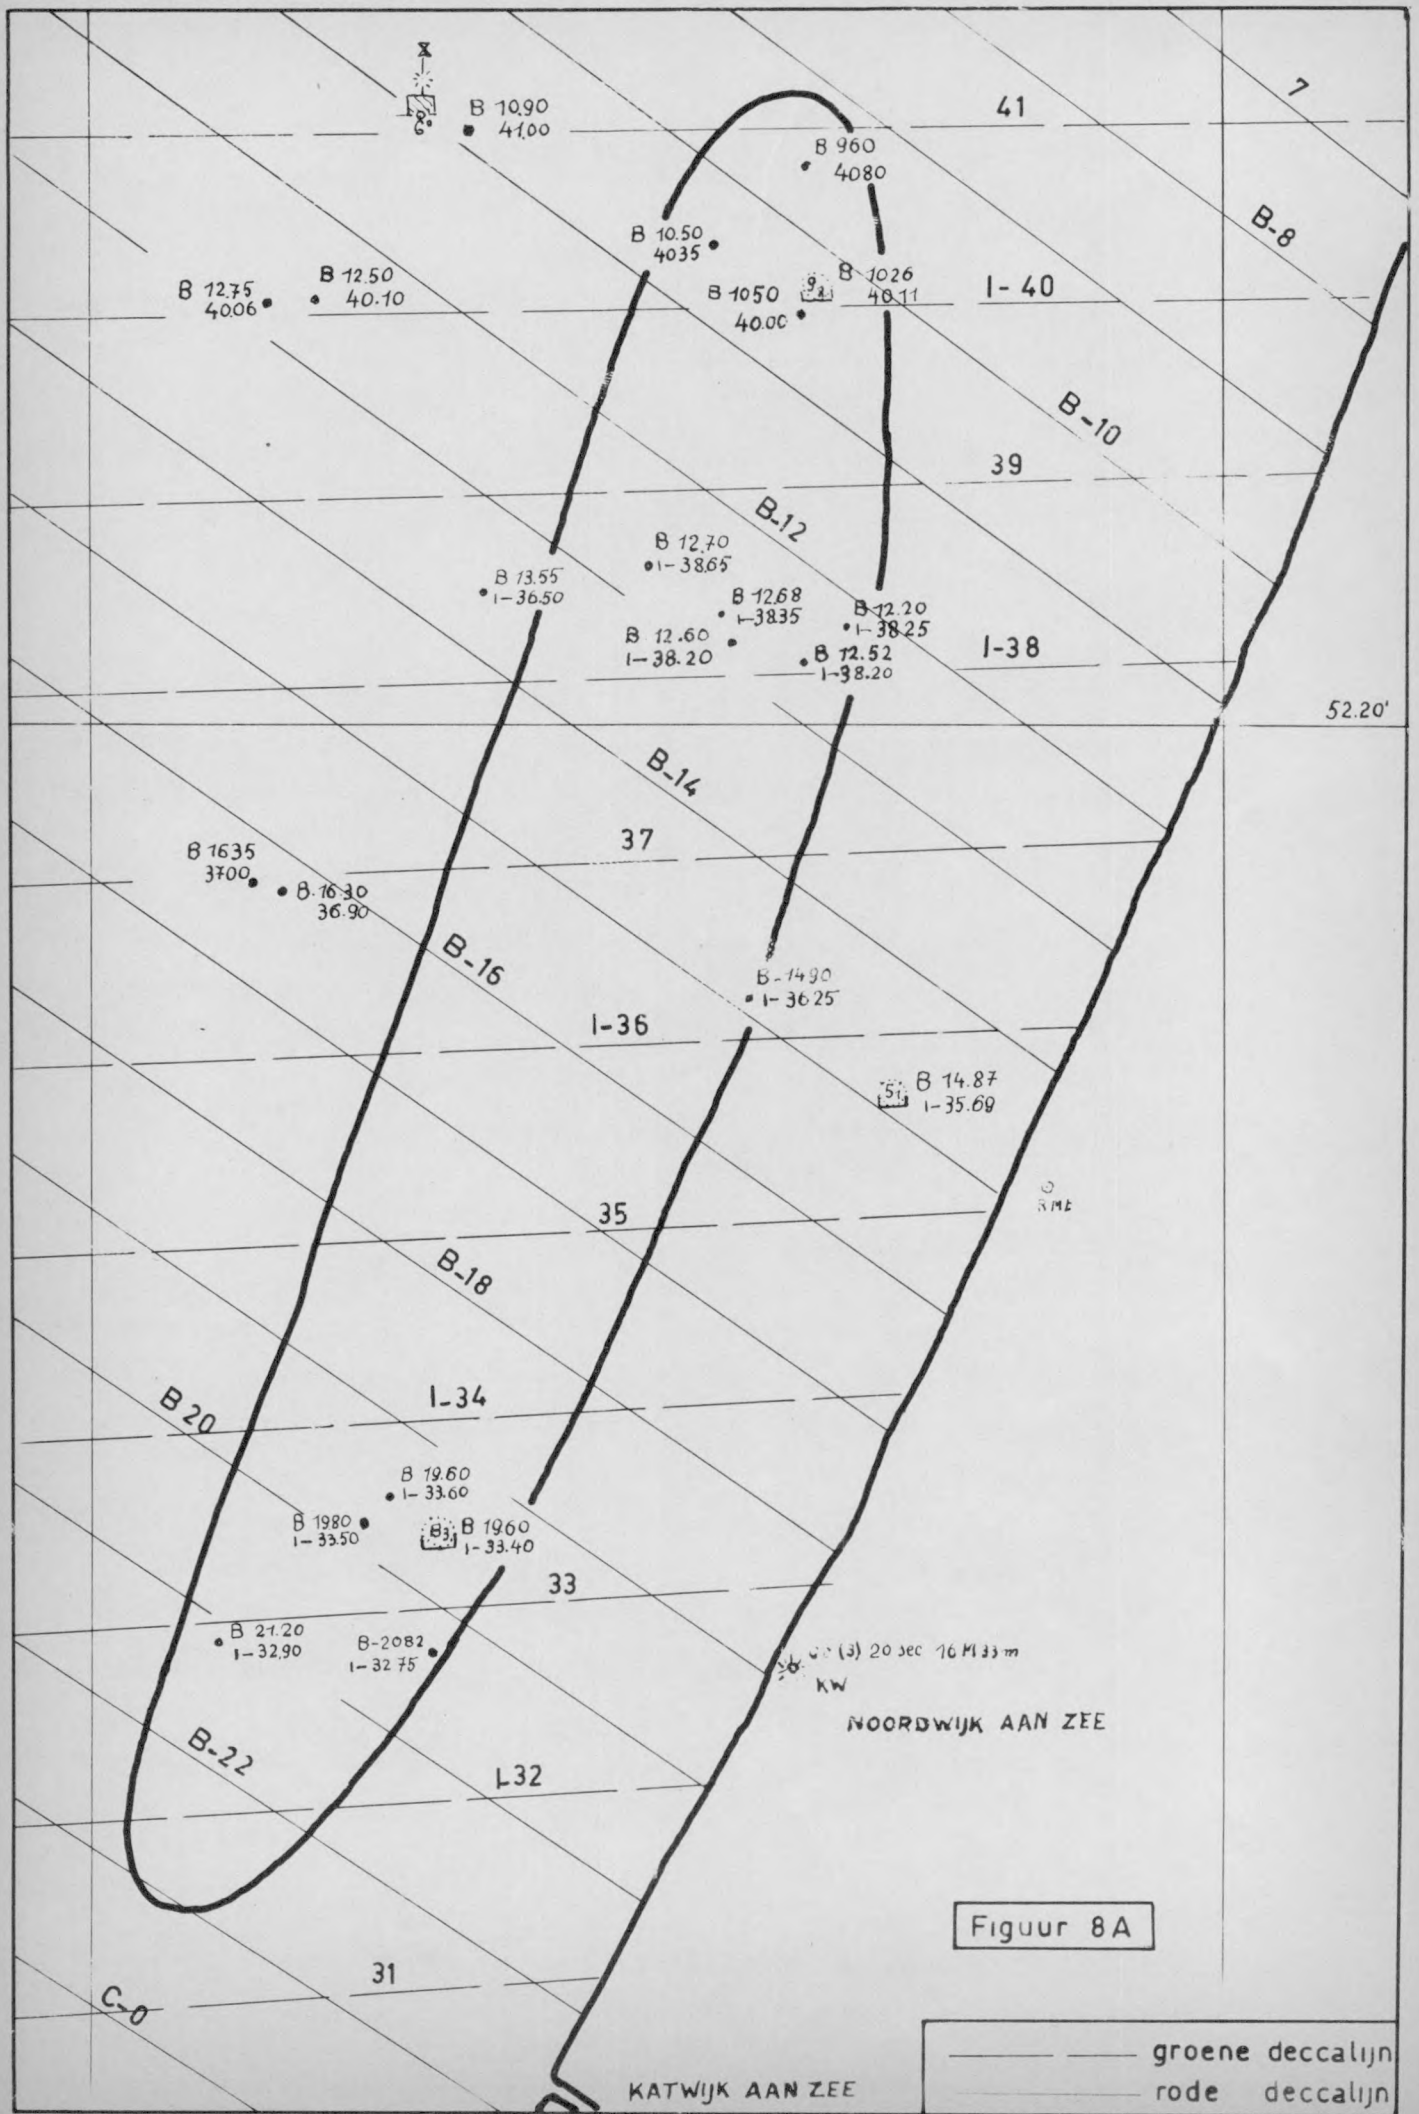 7
X
B 10.90
41.00
41
B 960
4080
B-8
B 10.50
4035
B 12.75
40.06
B 12.50
40.10
B 1050
40.00
B 1026
40.11
I-40
B-10
39
B-12
B 12.70
I-38.65
B 13.55
I-36.50
B 12.68
I-38.35
B 12.20
I-38.25
B 12.60
I-38.20
B 12.52
I-38.20
I-38
52.20'
B-14
37
B 1635
3700
B-16.30
36.90
B-16
B-1490
I-3625
I-36
51
B 14.87
I-35.69
RMt
35
B-18
I-34
B 20
B 19.60
I-33.60
B 1980
I-33.50
B 1960
I-33.40
33
B 21.20
I-32.90
B-2082
I-32 75
(3) 20 sec 16 M 33 m
KW
NOORDWIJK AAN ZEE
B-22
I-32
Figuur 8A
31
C-0
groene deccalijn
KATWIJK AAN ZEE
rode deccalijn